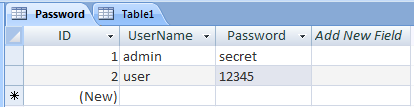 Password Table1
ID UserName Password Add New Field
1 admin secret
2 user 12345
(New)